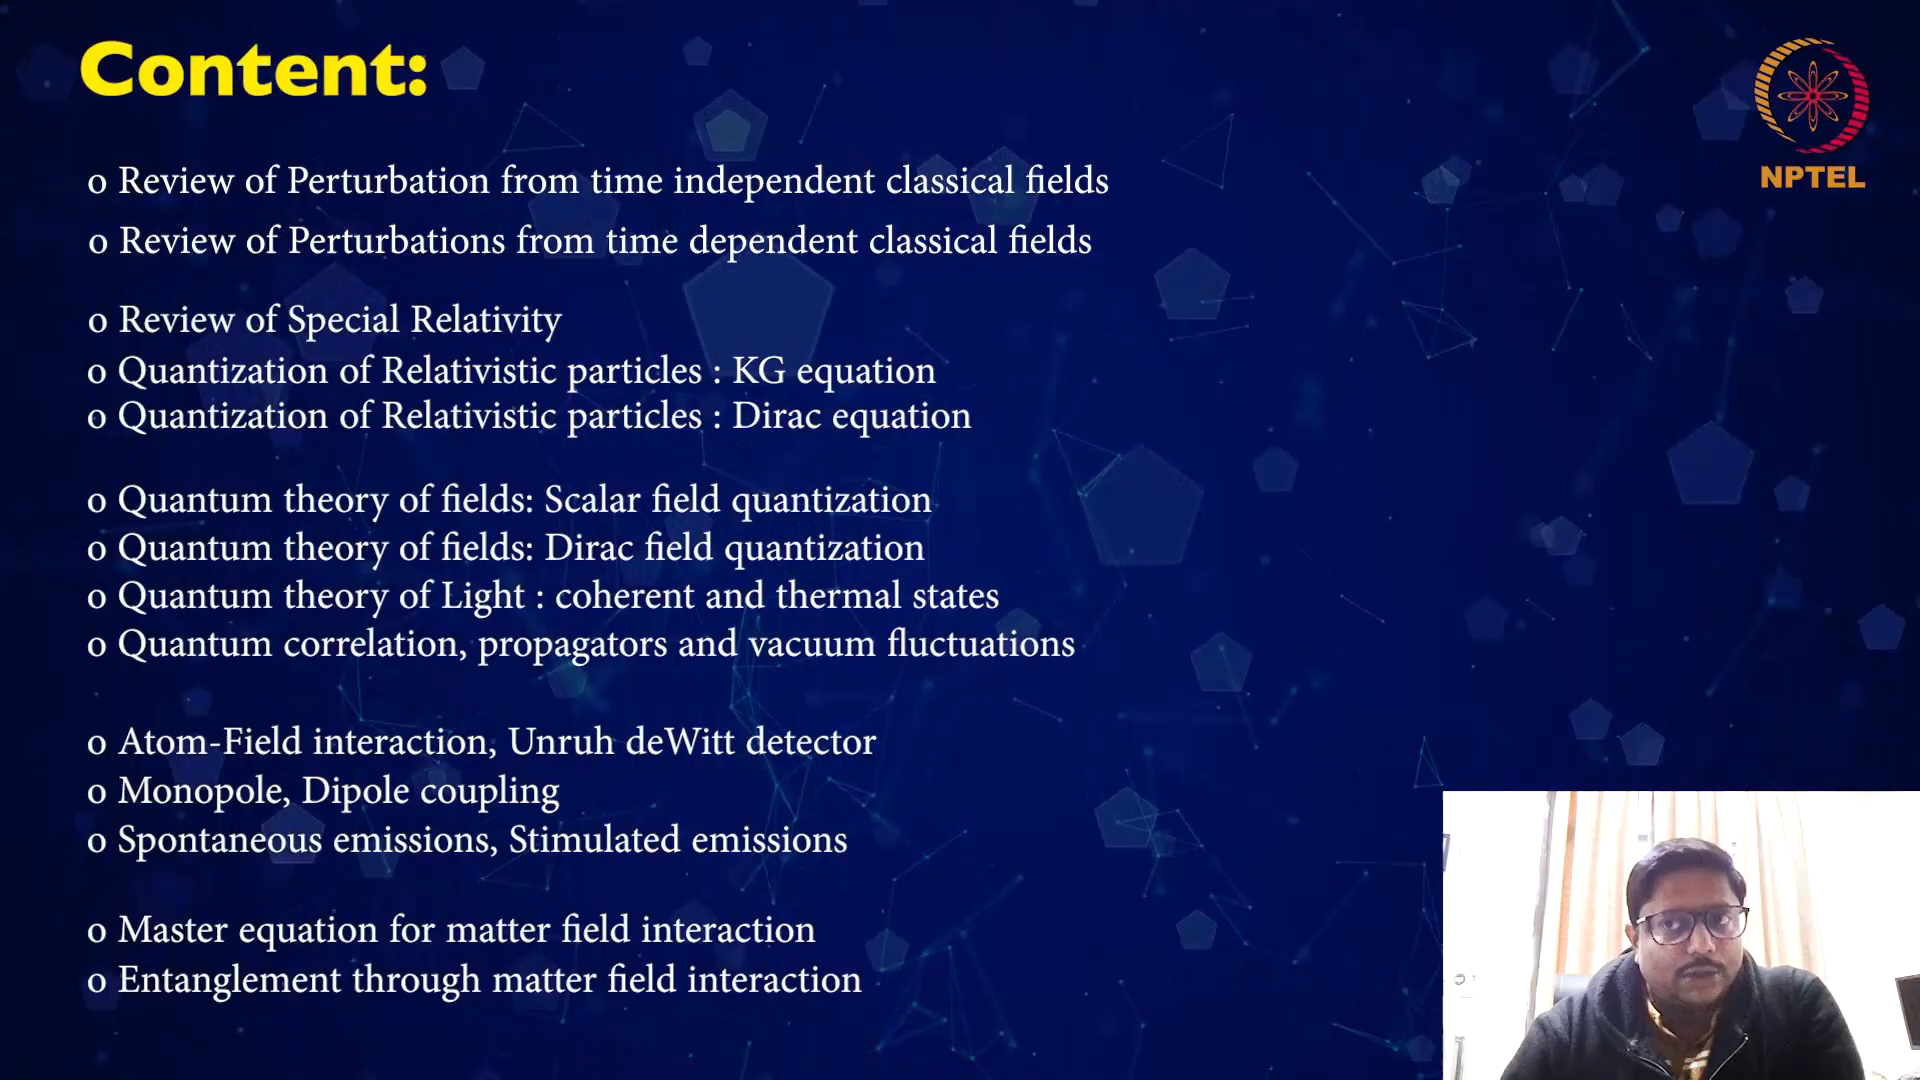 Content:
NPTEL
o Review of Perturbation from time independent classical fields
o Review of Perturbations from time dependent classical fields
o Review of Special Relativity
o Quantization of Relativistic particles : KG equation
o Quantization of Relativistic particles : Dirac equation
o Quantum theory of fields: Scalar field quantization
o Quantum theory of fields: Dirac field quantization
o Quantum theory of Light : coherent and thermal states
o Quantum correlation, propagators and vacuum fluctuations
o Atom-Field interaction, Unruh deWitt detector
o Monopole, Dipole coupling
o Spontaneous emissions, Stimulated emissions
o Master equation for matter field interaction
o Entanglement through matter field interaction